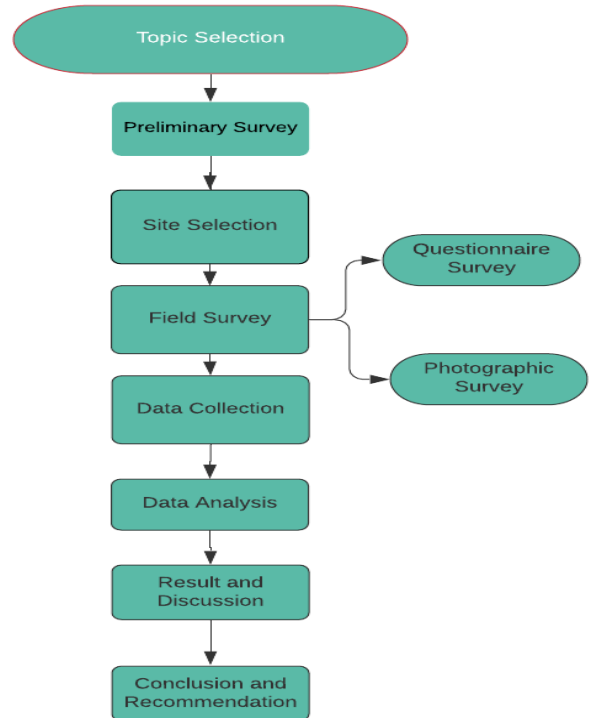 Topic Selection
Preliminary Survey
Site Selection
Questionnaire
Survey
Field Survey
Photographic
Survey
Data Collection
Data Analysis
Result and
Discussion
Conclusion and
Recommendation